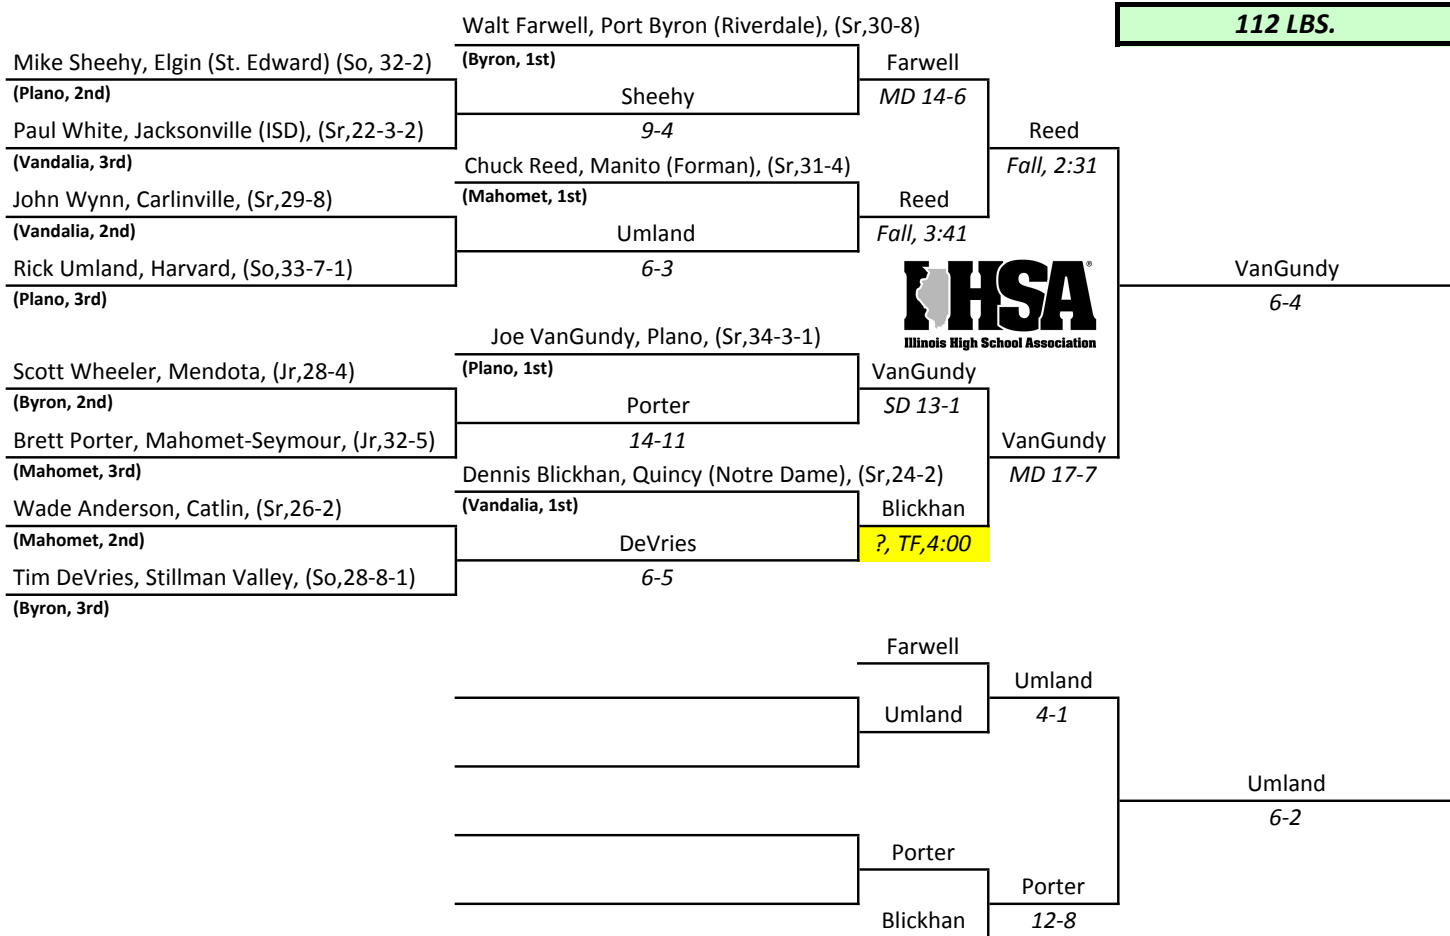 Walt Farwell, Port Byron (Riverdale), (Sr,30-8)
112 LBS.
Mike Sheehy, Elgin (St. Edward) (So, 32-2)
(Byron, 1st)
Farwell
(Plano, 2nd)
Sheehy
MD 14-6
Paul White, Jacksonville (ISD), (Sr,22-3-2)
9-4
Reed
(Vandalia, 3rd)
Chuck Reed, Manito (Forman), (Sr,31-4)
Fall, 2:31
John Wynn, Carlinville, (Sr,29-8)
(Mahomet, 1st)
Reed
(Vandalia, 2nd)
Umland
Fall, 3:41
Rick Umland, Harvard, (So,33-7-1)
6-3
VanGundy
(Plano, 3rd)
6-4
IHSA®
Illinois High School Association
Joe VanGundy, Plano, (Sr,34-3-1)
Scott Wheeler, Mendota, (Jr,28-4)
(Plano, 1st)
VanGundy
(Byron, 2nd)
Porter
SD 13-1
Brett Porter, Mahomet-Seymour, (Jr,32-5)
14-11
VanGundy
(Mahomet, 3rd)
Dennis Blickhan, Quincy (Notre Dame), (Sr,24-2)
MD 17-7
Wade Anderson, Catlin, (Sr,26-2)
(Vandalia, 1st)
Blickhan
(Mahomet, 2nd)
DeVries
?, TF,4:00
Tim DeVries, Stillman Valley, (So,28-8-1)
6-5
(Byron, 3rd)
Farwell
Umland
Umland
4-1
Umland
6-2
Porter
Porter
Blickhan
12-8